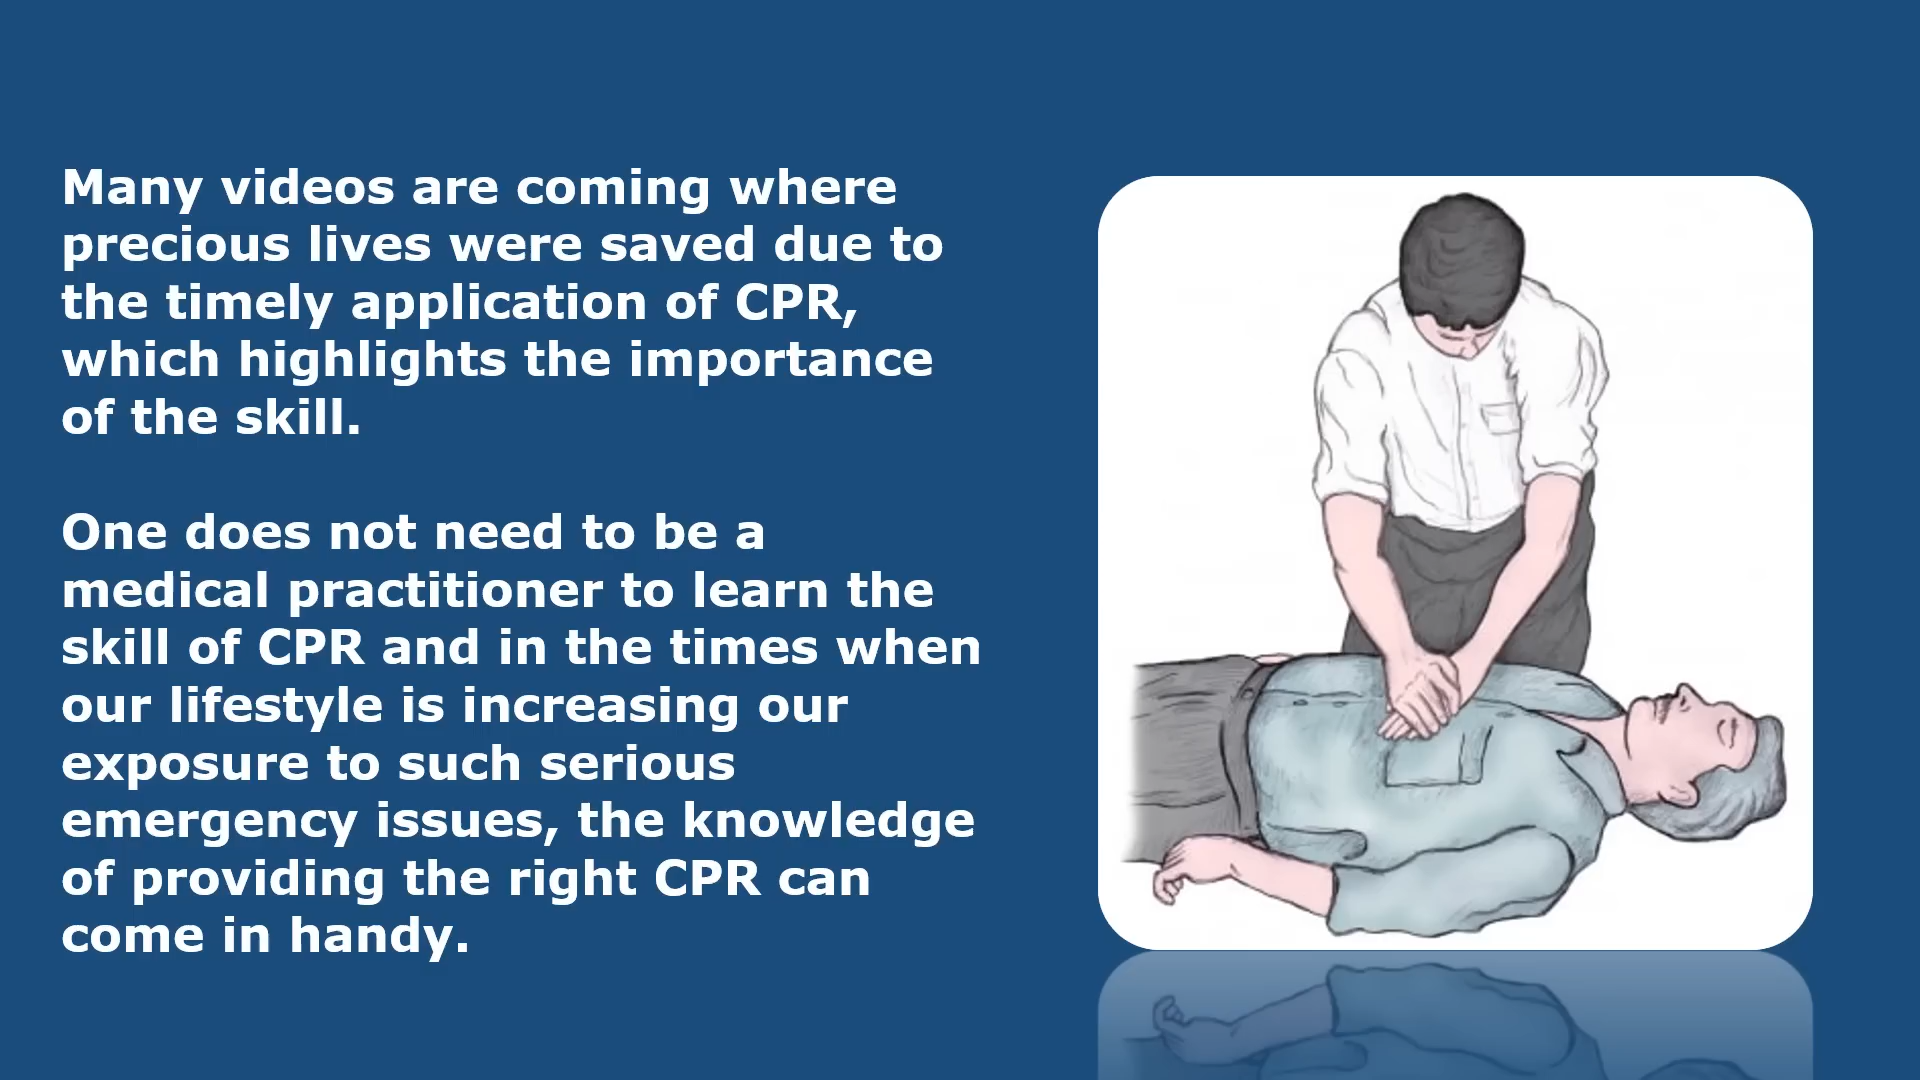 Many videos are coming where
precious lives were saved due to
the timely application of CPR,
which highlights the importance
of the skill.
One does not need to be a
medical practitioner to learn the
skill of CPR and in the times when
our lifestyle is increasing our
exposure to such serious
emergency issues, the knowledge
of providing the right CPR can
come in handy.